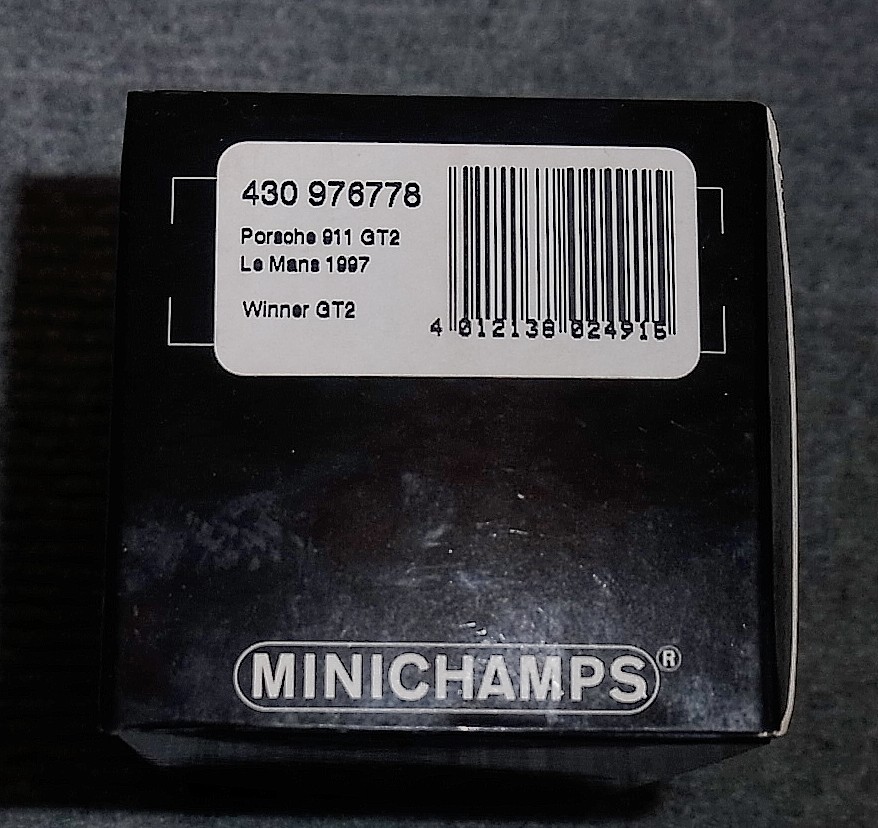 430 976778
Porsche 911 GT2
Le Mans 1997
Winner GT2
4 012138 024915
MINICHAMPS®